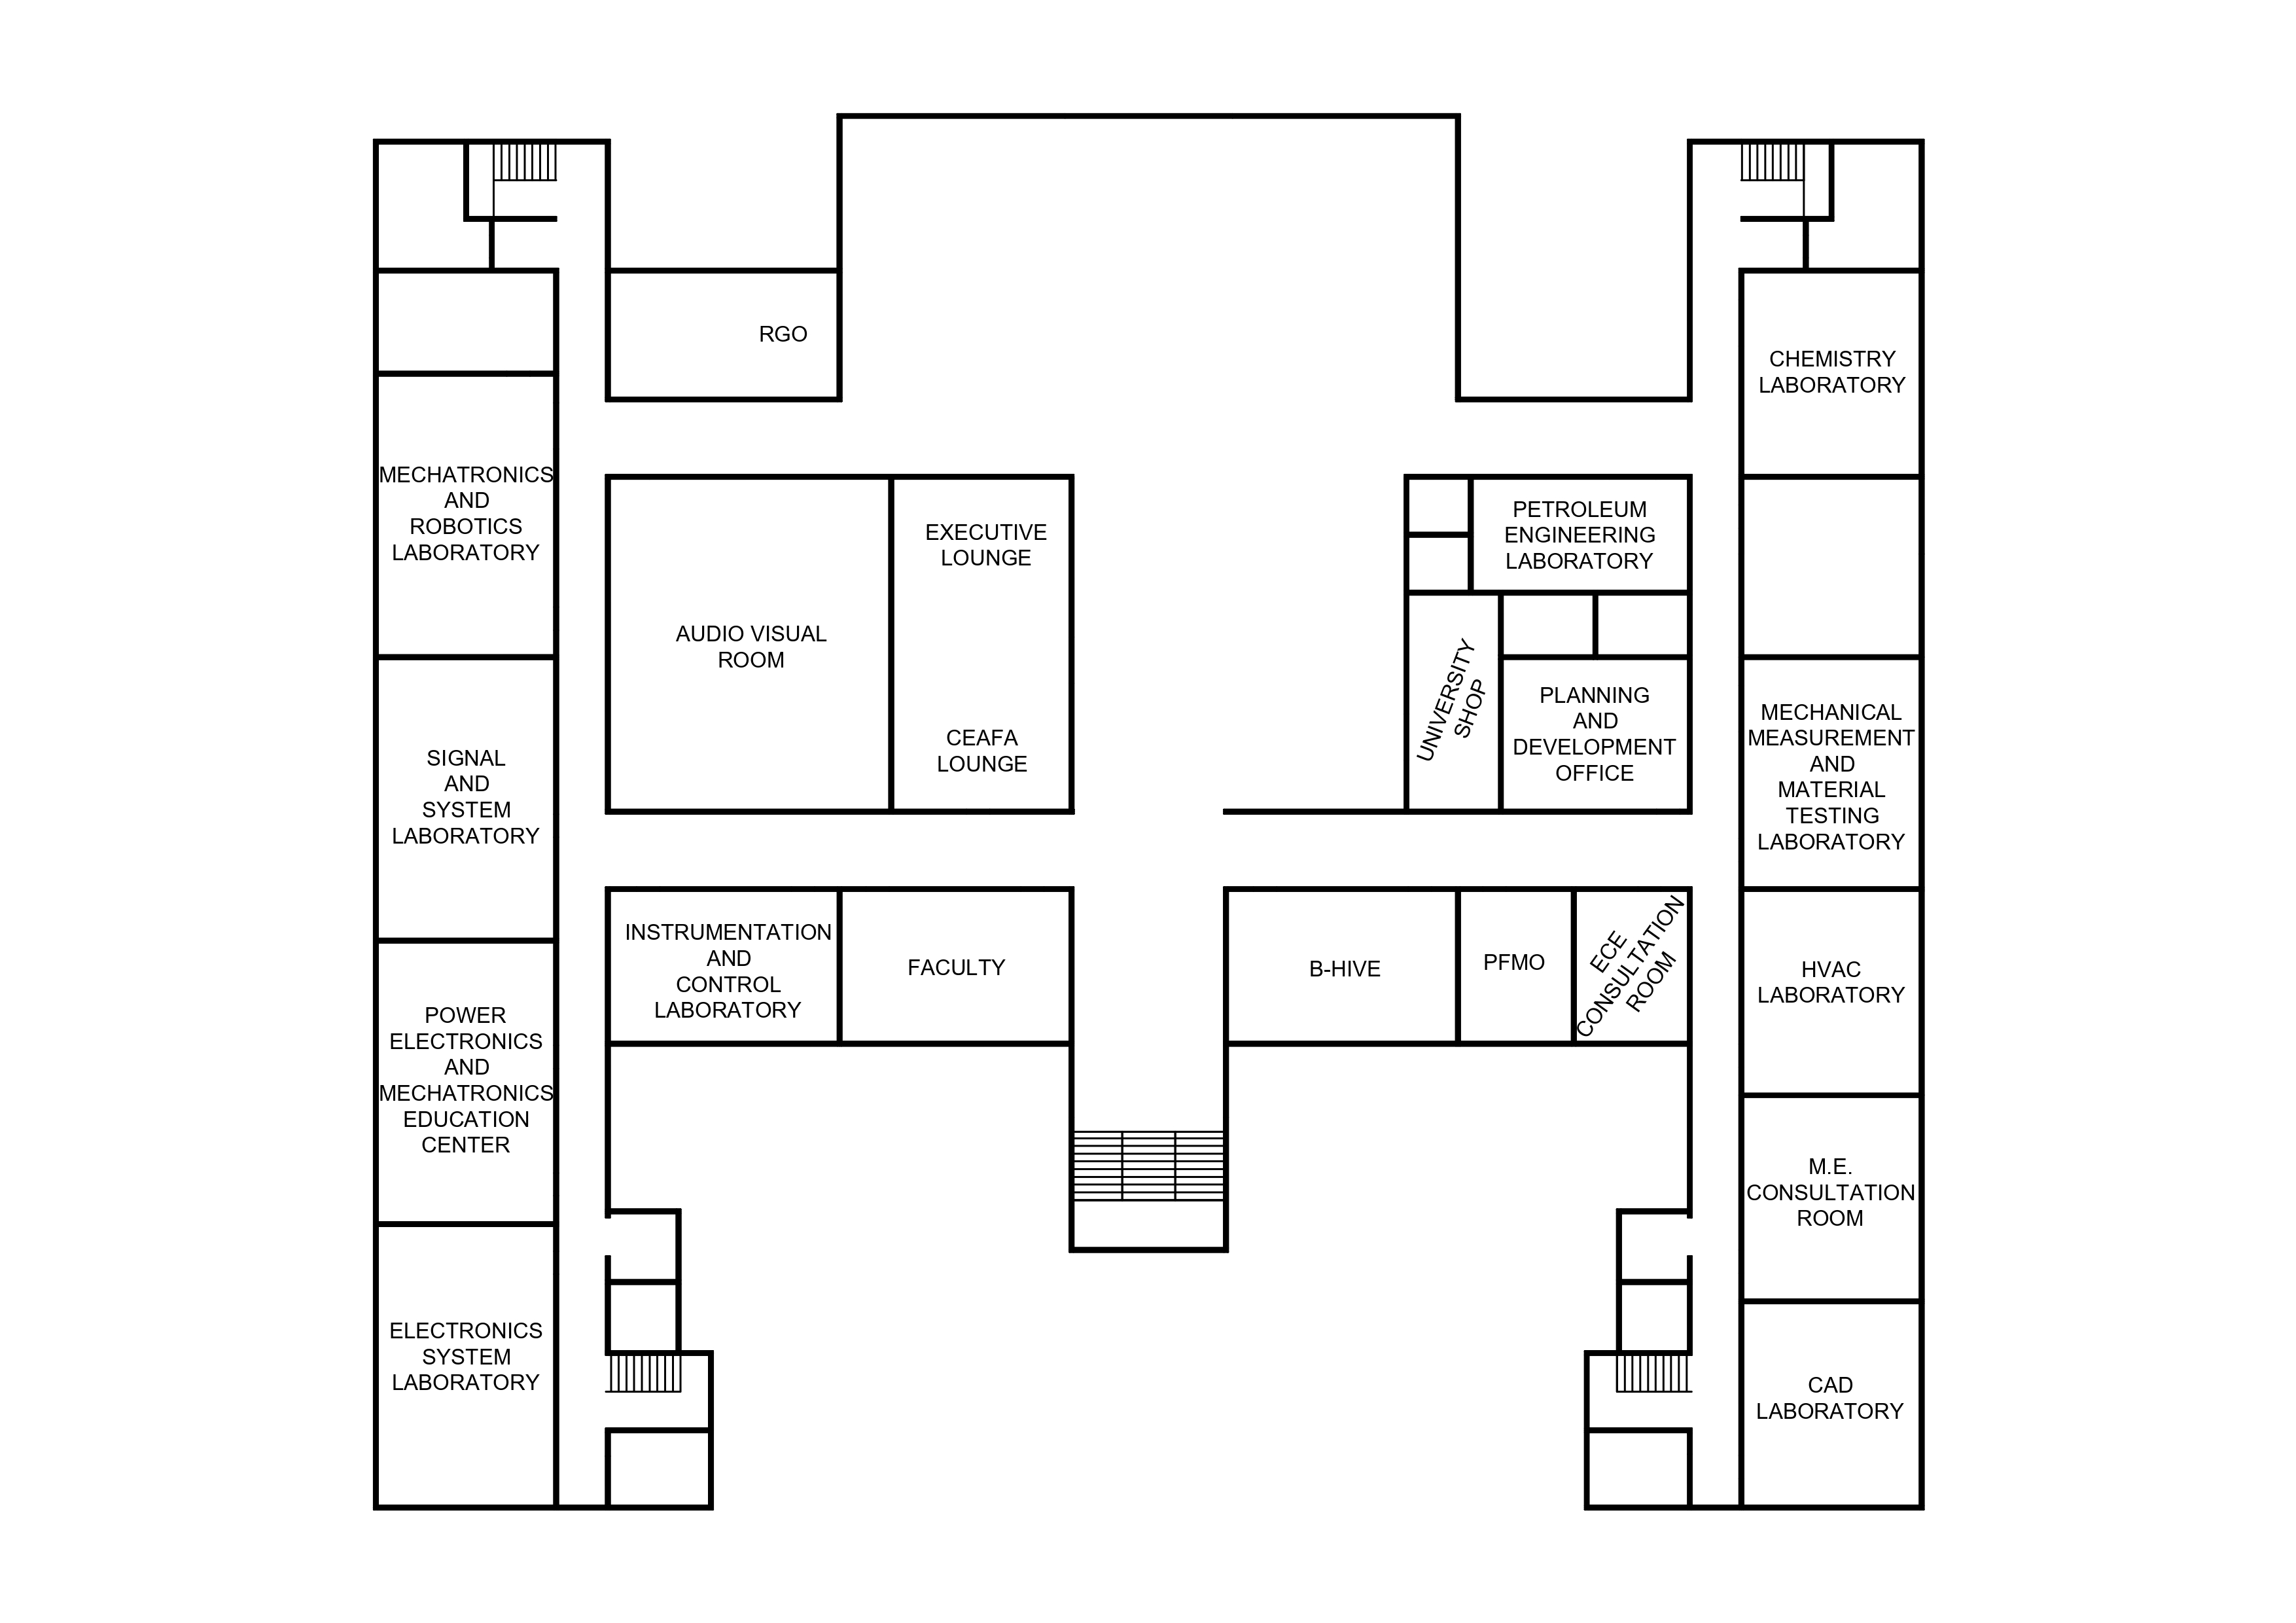 RGO
CHEMISTRY
LABORATORY
MECHATRONICS
AND
ROBOTICS
LABORATORY
EXECUTIVE
LOUNGE
PETROLEUM
ENGINEERING
LABORATORY
AUDIO VISUAL
ROOM
UNIVERSITY
SHOP
PLANNING
AND
DEVELOPMENT
OFFICE
CEAFA
LOUNGE
MECHANICAL
MEASUREMENT
AND
MATERIAL
TESTING
LABORATORY
SIGNAL
AND
SYSTEM
LABORATORY
INSTRUMENTATION
AND
CONTROL
LABORATORY
FACULTY
B-HIVE
PFMO
ECE
CONSULTATION
ROOM
HVAC
LABORATORY
POWER
ELECTRONICS
AND
MECHATRONICS
EDUCATION
CENTER
M.E.
CONSULTATION
ROOM
ELECTRONICS
SYSTEM
LABORATORY
CAD
LABORATORY